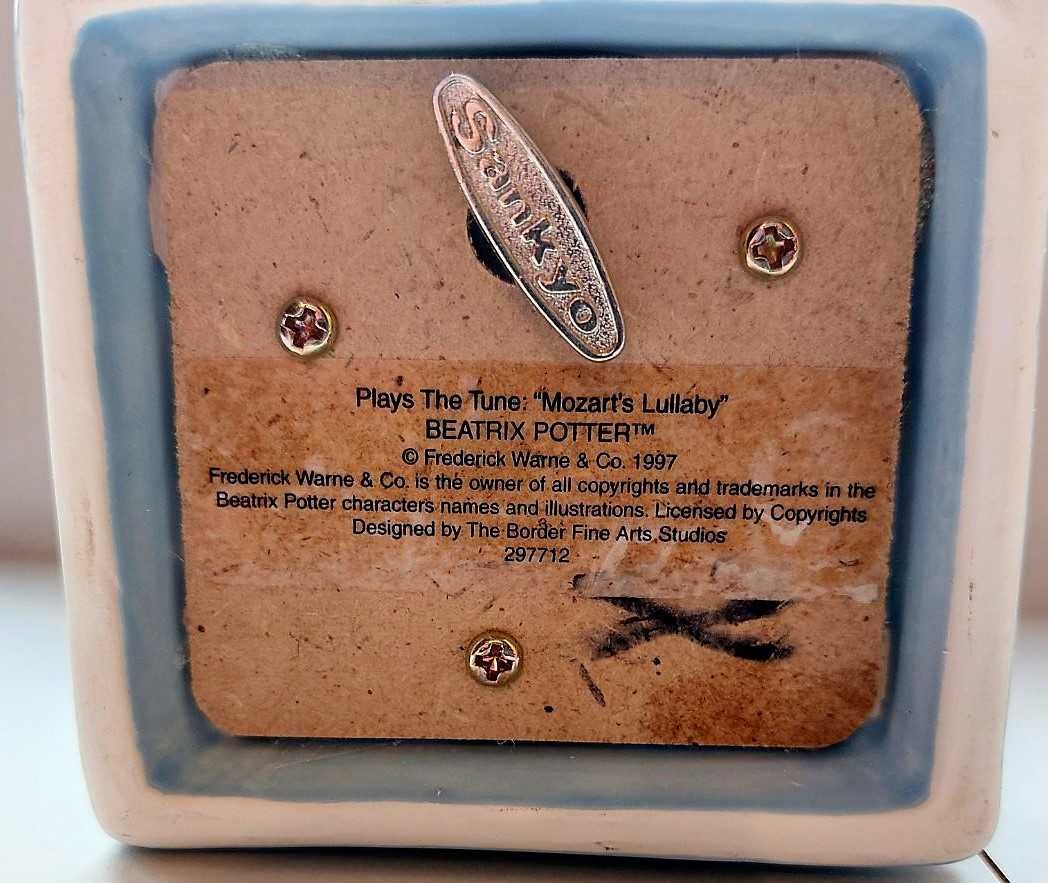 Sankyo
Plays The Tune: “Mozart's Lullaby”
BEATRIX POTTER™
© Frederick Warne & Co. 1997
Frederick Warne & Co. is the owner of all copyrights and trademarks in the
Beatrix Potter characters names and illustrations. Licensed by Copyrights
Designed by The Border Fine Arts Studios
297712